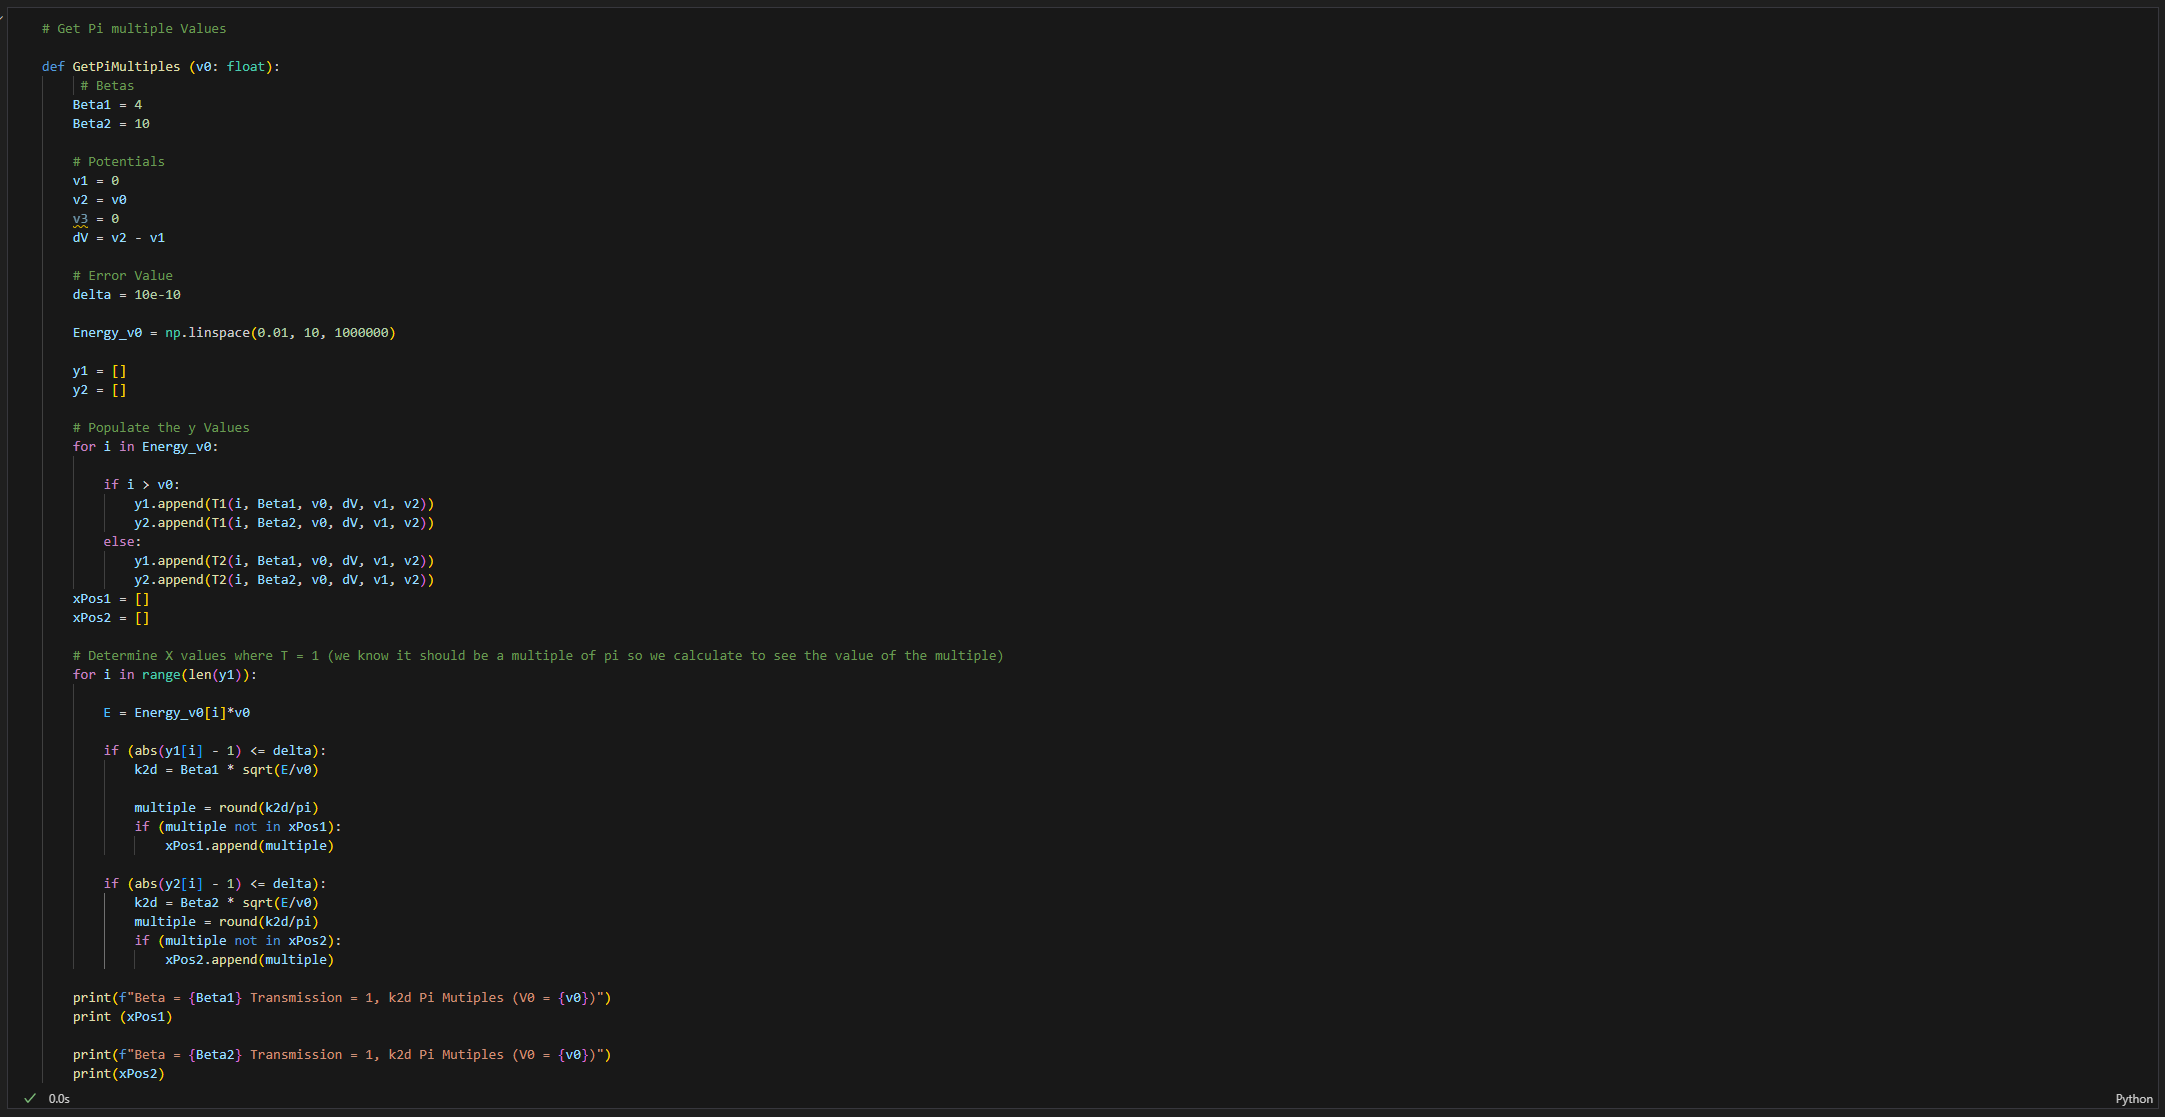 # Get Pi multiple Values
def GetPiMultiples (v0: float):
# Betas
Beta1 = 4
Beta2 = 10
# Potentials
v1 = 0
v2 = v0
v3 = 0
dV = v2 - v1
# Error Value
delta = 10e-10
Energy_v0 = np.linspace(0.01, 10, 1000000)
y1 = []
y2 = []
# Populate the y Values
for i in Energy_v0:
if i > v0:
y1.append(T1(i, Beta1, v0, dV, v1, v2))
y2.append(T1(i, Beta2, v0, dV, v1, v2))
else:
y1.append(T2(i, Beta1, v0, dV, v1, v2))
y2.append(T2(i, Beta2, v0, dV, v1, v2))
xPos1 = []
xPos2 = []
# Determine X values where T = 1 (we know it should be a multiple of pi so we calculate to see the value of the multiple)
for i in range(len(y1)):
E = Energy_v0[i]*v0
if (abs(y1[i] - 1) <= delta):
k2d = Beta1 * sqrt(E/v0)
multiple = round(k2d/pi)
if (multiple not in xPos1):
xPos1.append(multiple)
if (abs(y2[i] - 1) <= delta):
k2d = Beta2 * sqrt(E/v0)
multiple = round(k2d/pi)
if (multiple not in xPos2):
xPos2.append(multiple)
print(f"Beta = {Beta1} Transmission = 1, k2d Pi Mutiples (V0 = {v0})")
print (xPos1)
print(f"Beta = {Beta2} Transmission = 1, k2d Pi Mutiples (V0 = {v0})")
print(xPos2)
0.0s
Python